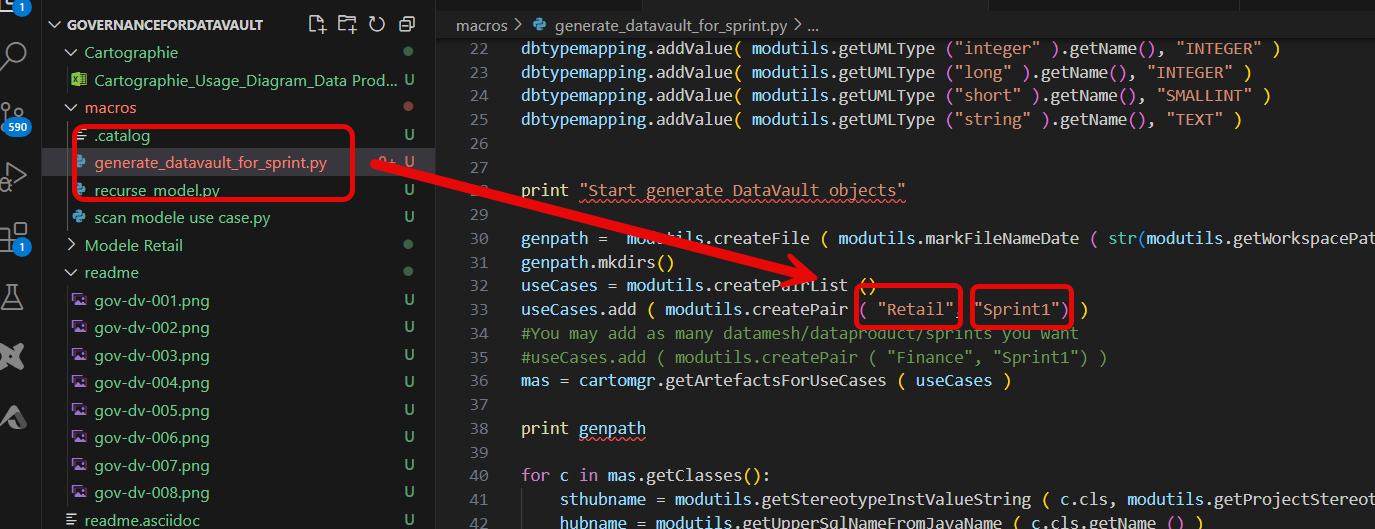 1
GOVERNANCEFORDATAVAULT
Cartographie
Cartographie_Usage_Diagram_Data Prod... U
macros
590
.catalog U
generate_datavault_for_sprint.py 9+ U
recurse_model.py U
scan modele use case.py U
1
Modele Retail
readme
gov-dv-001.png U
gov-dv-002.png U
gov-dv-003.png U
gov-dv-004.png U
gov-dv-005.png U
gov-dv-006.png U
gov-dv-007.png U
gov-dv-008.png U
readme.asciidoc U
macros > generate_datavault_for_sprint.py > ...
22 dbtypemapping.addValue( modutils.getUMLType ("integer" ).getName(), "INTEGER" )
23 dbtypemapping.addValue( modutils.getUMLType ("long" ).getName(), "INTEGER" )
24 dbtypemapping.addValue( modutils.getUMLType ("short" ).getName(), "SMALLINT" )
25 dbtypemapping.addValue( modutils.getUMLType ("string" ).getName(), "TEXT" )
26
27
print "Start generate DataVault objects"
29
30 genpath = modutils.createFile ( modutils.markFileNameDate ( str(modutils.getWorkspacePat
31 genpath.mkdirs()
32 useCases = modutils.createPairList ()
33 useCases.add ( modutils.createPair ( "Retail", "Sprint1") )
34 #You may add as many datamesh/dataproduct/sprints you want
35 #useCases.add ( modutils.createPair ( "Finance", "Sprint1") )
36 mas = cartomgr.getArtefactsForUseCases ( useCases )
37
38 print genpath
39
40 for c in mas.getClasses():
41 sthubname = modutils.getStereotypeInstValueString ( c.cls, modutils.getProjectStereot
42 hubname = modutils.getUpperSqlNameFromJavaName ( c.cls.getName () )